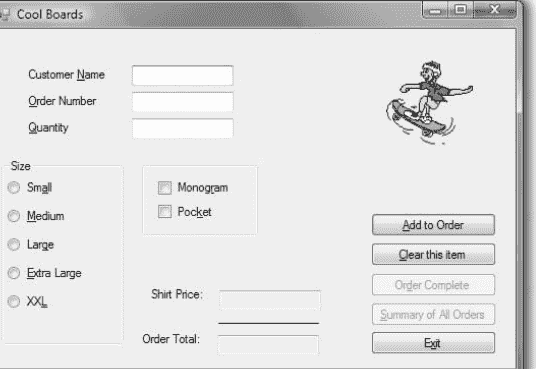 Cool Boards
Customer Name
Order Number
Quantity
Size
Small
Medium
Large
Extra Large
XXL
Monogram
Pocket
Shirt Price:
Order Total:
Add to Order
Clear this item
Order Complete
Summary of All Orders
Exit